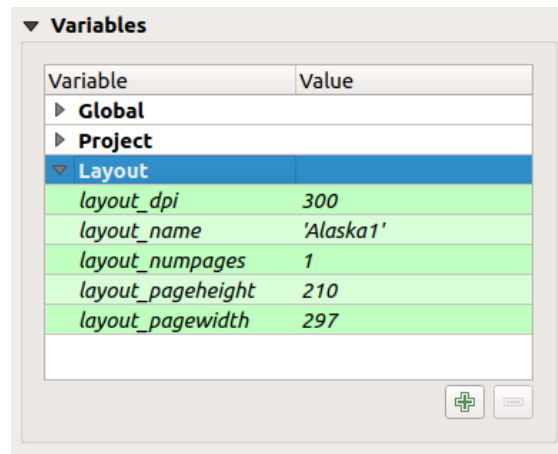 Variables
Variable Value
Global
Project
Layout
layout_dpi 300
layout_name 'Alaska1'
layout_numpages 1
layout_pageheight 210
layout_pagewidth 297